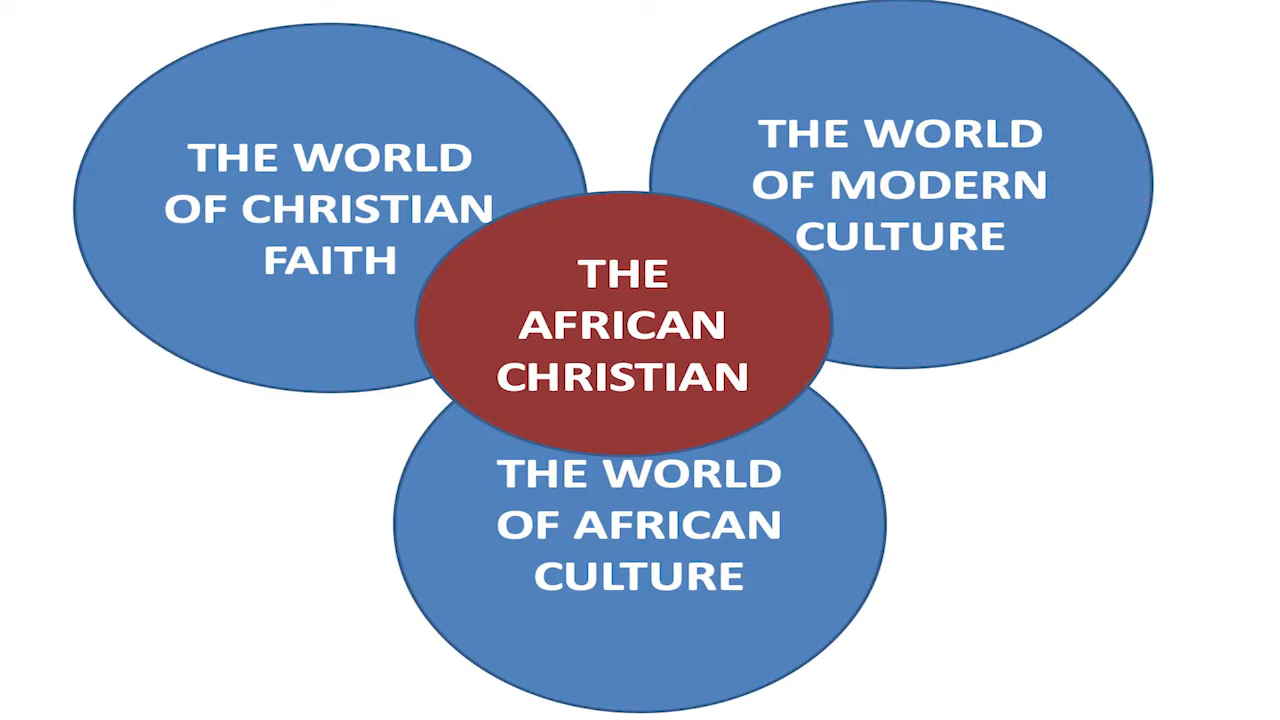 THE WORLD
OF CHRISTIAN
FAITH
THE WORLD
OF MODERN
CULTURE
THE
AFRICAN
CHRISTIAN
THE WORLD
OF AFRICAN
CULTURE